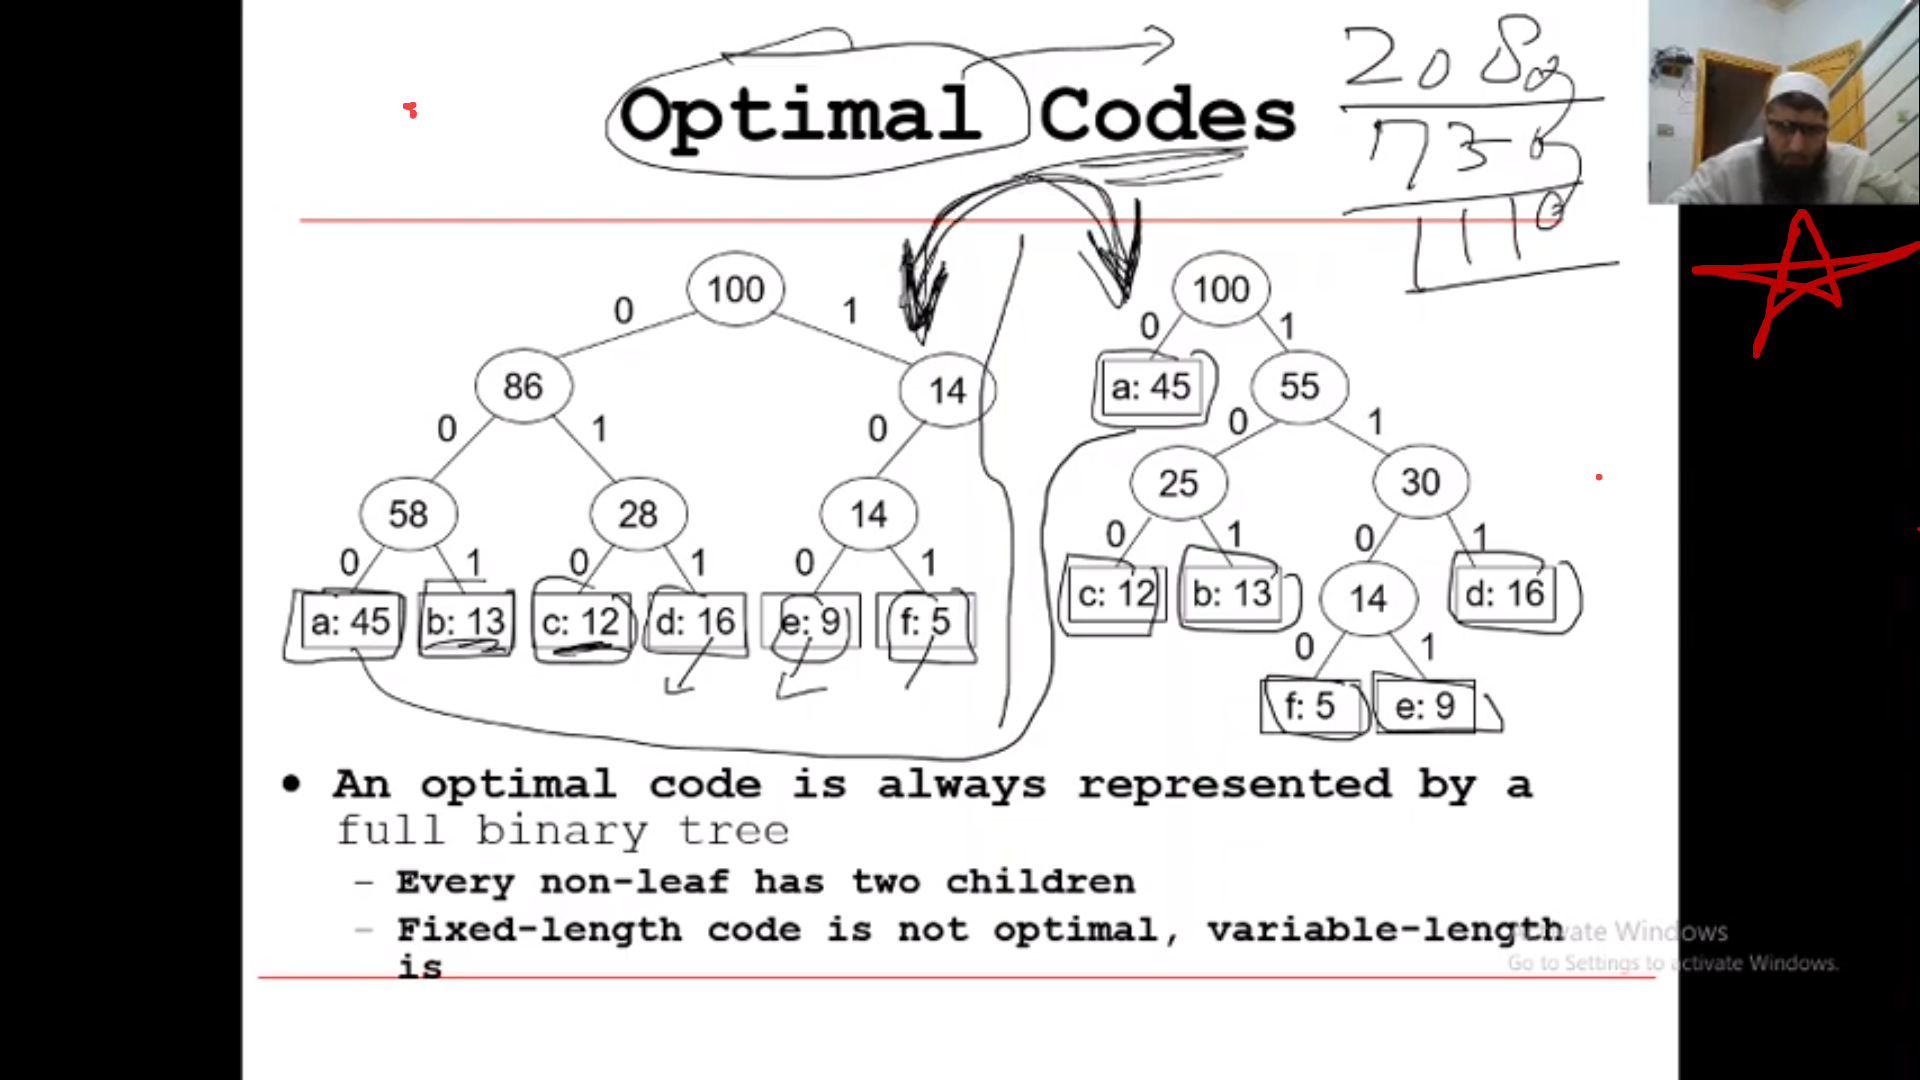 Optimal Codes
208
73
111
100
0
1
86
14
0
1
0
58
28
14
0
1
0
1
0
1
a: 45
b: 13
c: 12
d: 16
e: 9
f: 5
100
0
1
a: 45
55
0
1
25
30
0
1
0
1
c: 12
b: 13
14
d: 16
0
1
f: 5
e: 9
• An optimal code is always represented by a
full binary tree
– Every non-leaf has two children
– Fixed-length code is not optimal, variable-length
is
Activate Windows
Go to Settings to activate Windows.